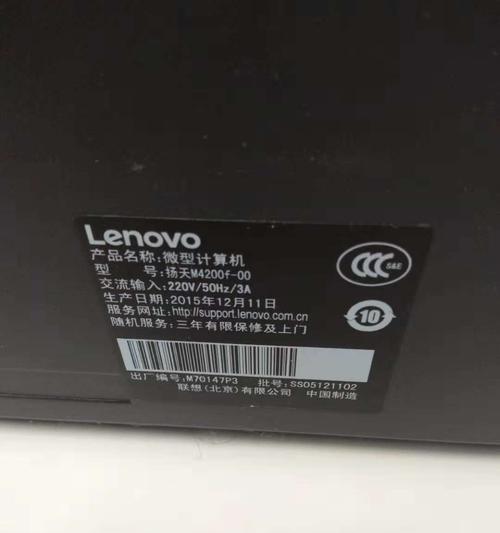 Lenovo
产品名称:微型计算机
型 号:扬天M4200f-00
交流输入:220V/50Hz/3A
生产日期:2015年12月11日
服务网址:http://support.lenovo.com.cn
随机服务:三年有限保修及上门
CCC S&E
10
出厂编号:M70147P3 批号:SS05121102
联想(北京)有限公司 中国制造